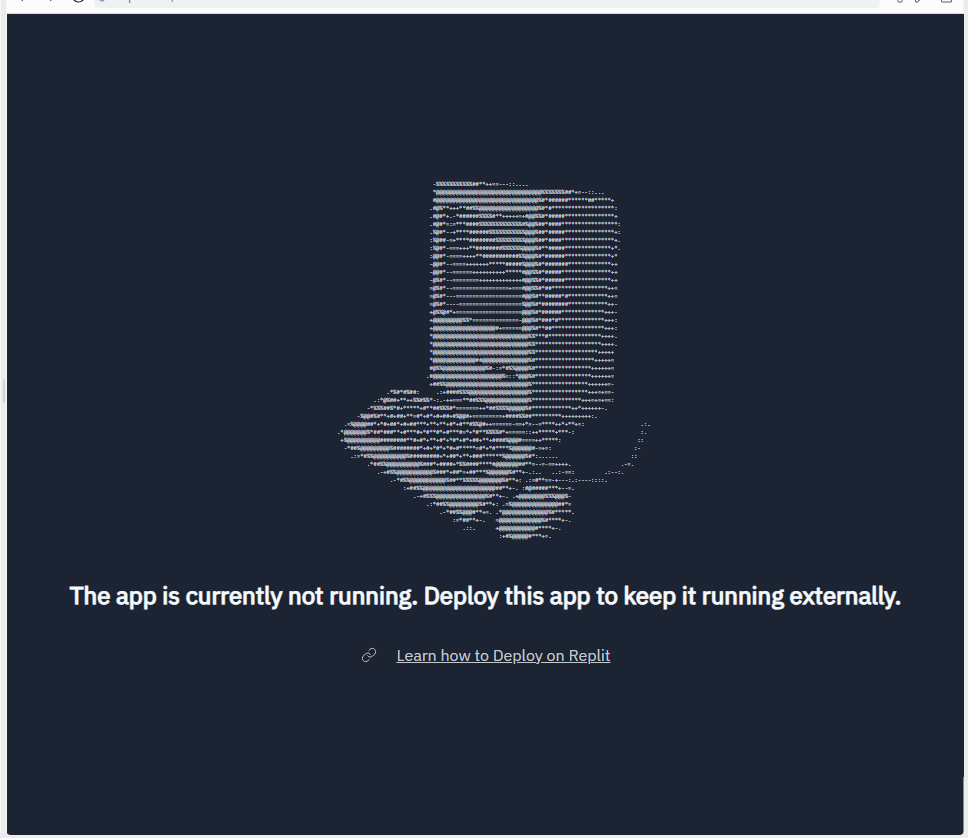 The app is currently not running. Deploy this app to keep it running externally.
Learn how to Deploy on Replit